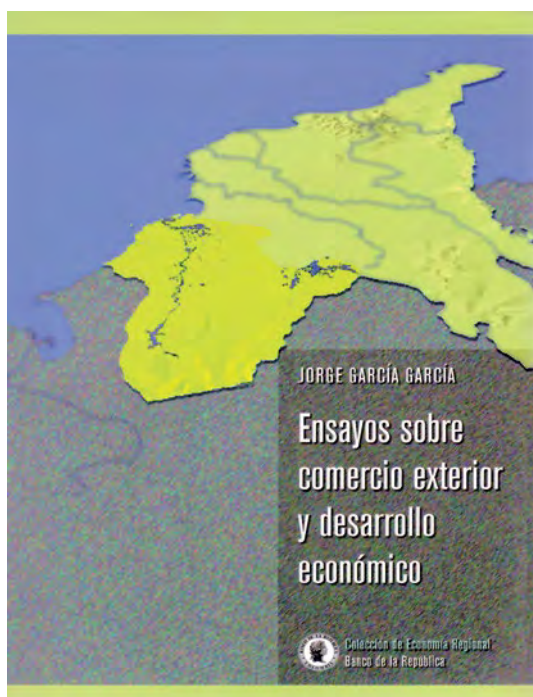 JORGE GARCÍA GARCÍA
Ensayos sobre
comercio exterior
y desarrollo
económico
Colección de Economía Regional
Banco de la República